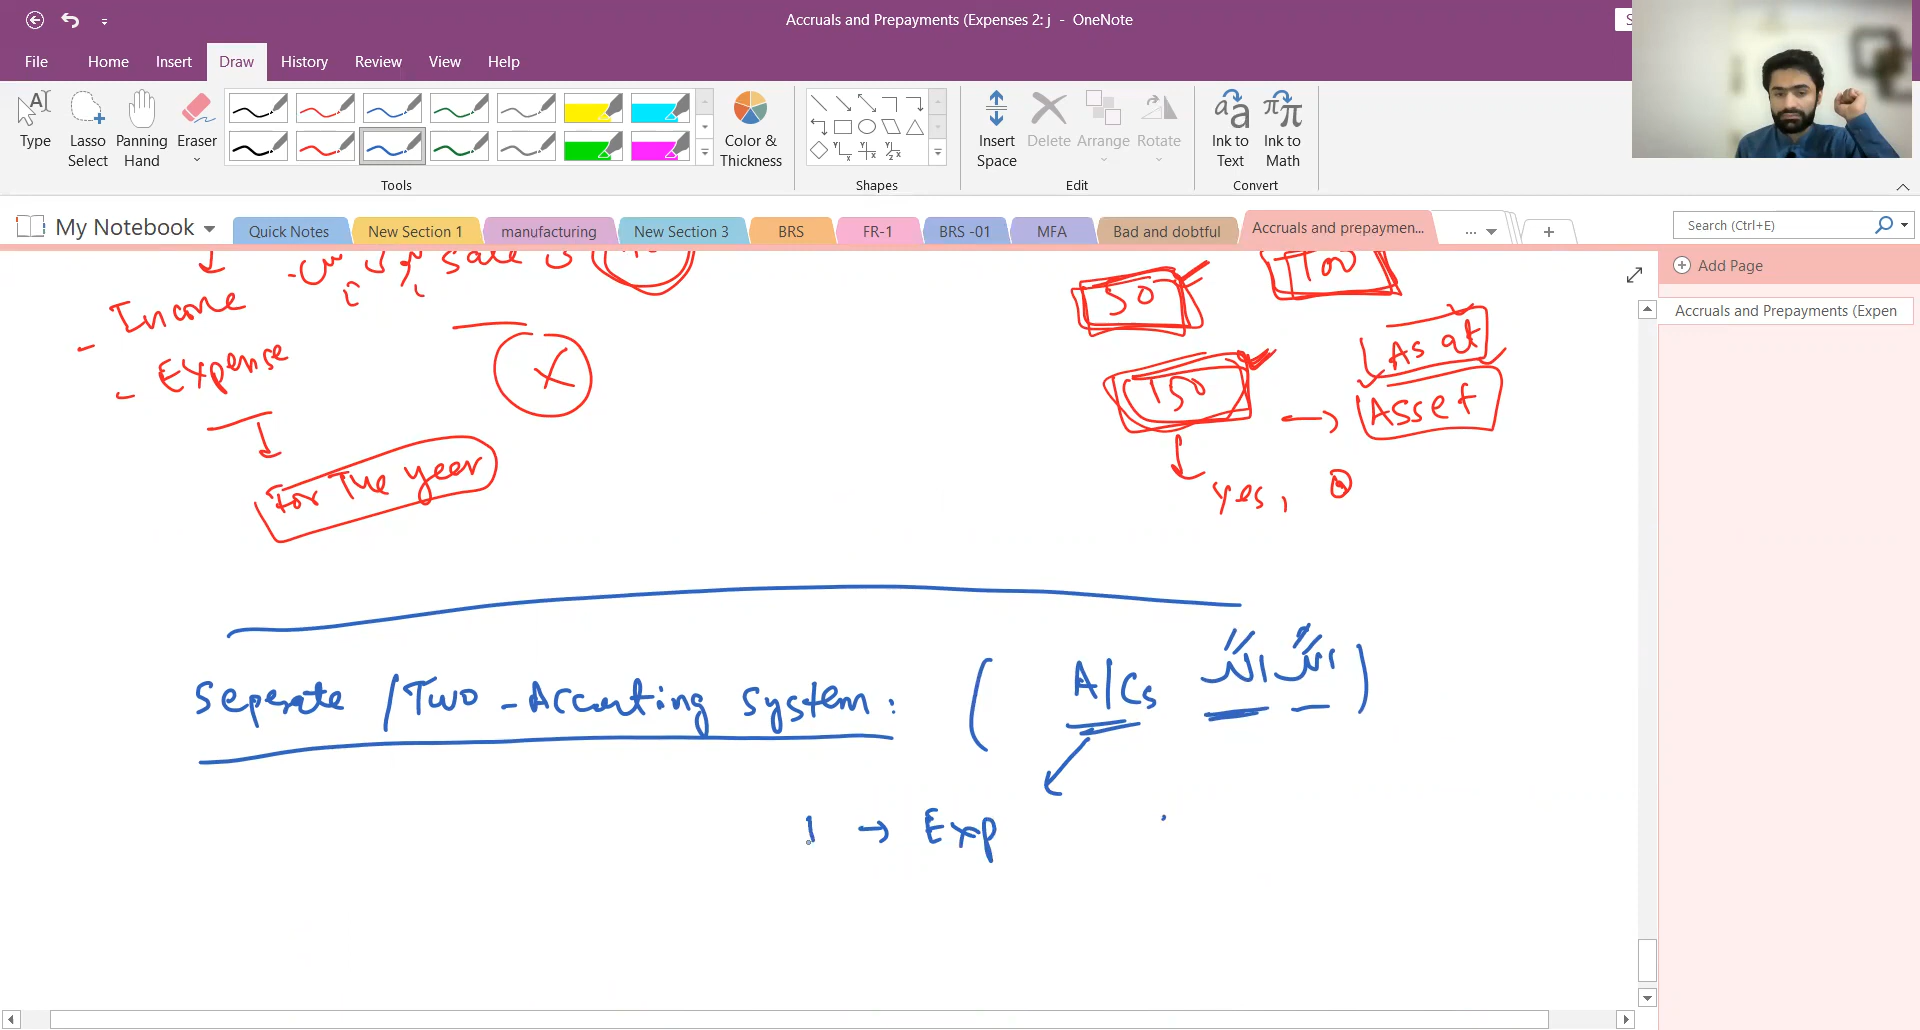 Accruals and Prepayments (Expenses 2: j - OneNote
File Home Insert Draw History Review View Help
Type
Lasso Select
Panning Hand
Eraser
Color & Thickness
Insert Space
Delete
Arrange
Rotate
Ink to Text
Ink to Math
Tools
Shapes
Edit
Convert
My Notebook
Quick Notes
New Section 1
manufacturing
New Section 3
BRS
FR-1
BRS -01
MFA
Bad and dobtful
Accruals and prepaymen...
...
Search (Ctrl+E)
Add Page
Accruals and Prepayments (Expen
Sale
- Income
- Expense
For The year
X
50
100
150 → Asset
As at
Yes,
Seperate / Two - Accounting System : ( A/Cs الگ الگ )
1 → Exp